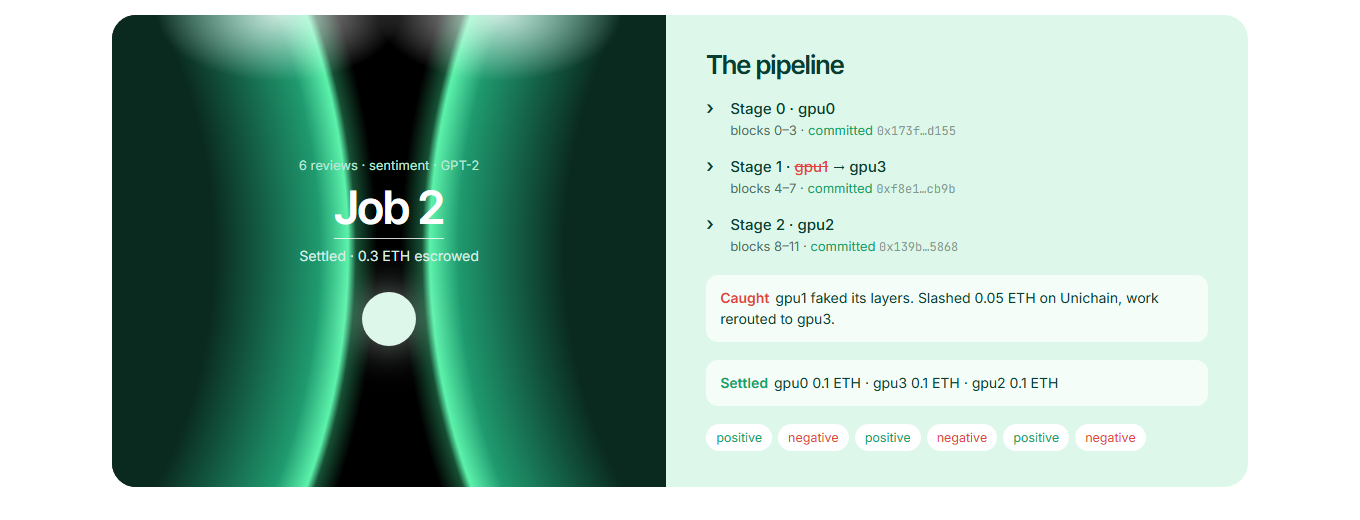 6 reviews · sentiment · GPT-2
Job 2
Settled · 0.3 ETH escrowed
The pipeline
Stage 0 · gpu0
blocks 0–3 · committed 0x173f…d155
Stage 1 · gpu1 → gpu3
blocks 4–7 · committed 0xf8e1…cb9b
Stage 2 · gpu2
blocks 8–11 · committed 0x139b…5868
Caught gpu1 faked its layers. Slashed 0.05 ETH on Unichain, work
rerouted to gpu3.
Settled gpu0 0.1 ETH · gpu3 0.1 ETH · gpu2 0.1 ETH
positive negative positive negative positive negative